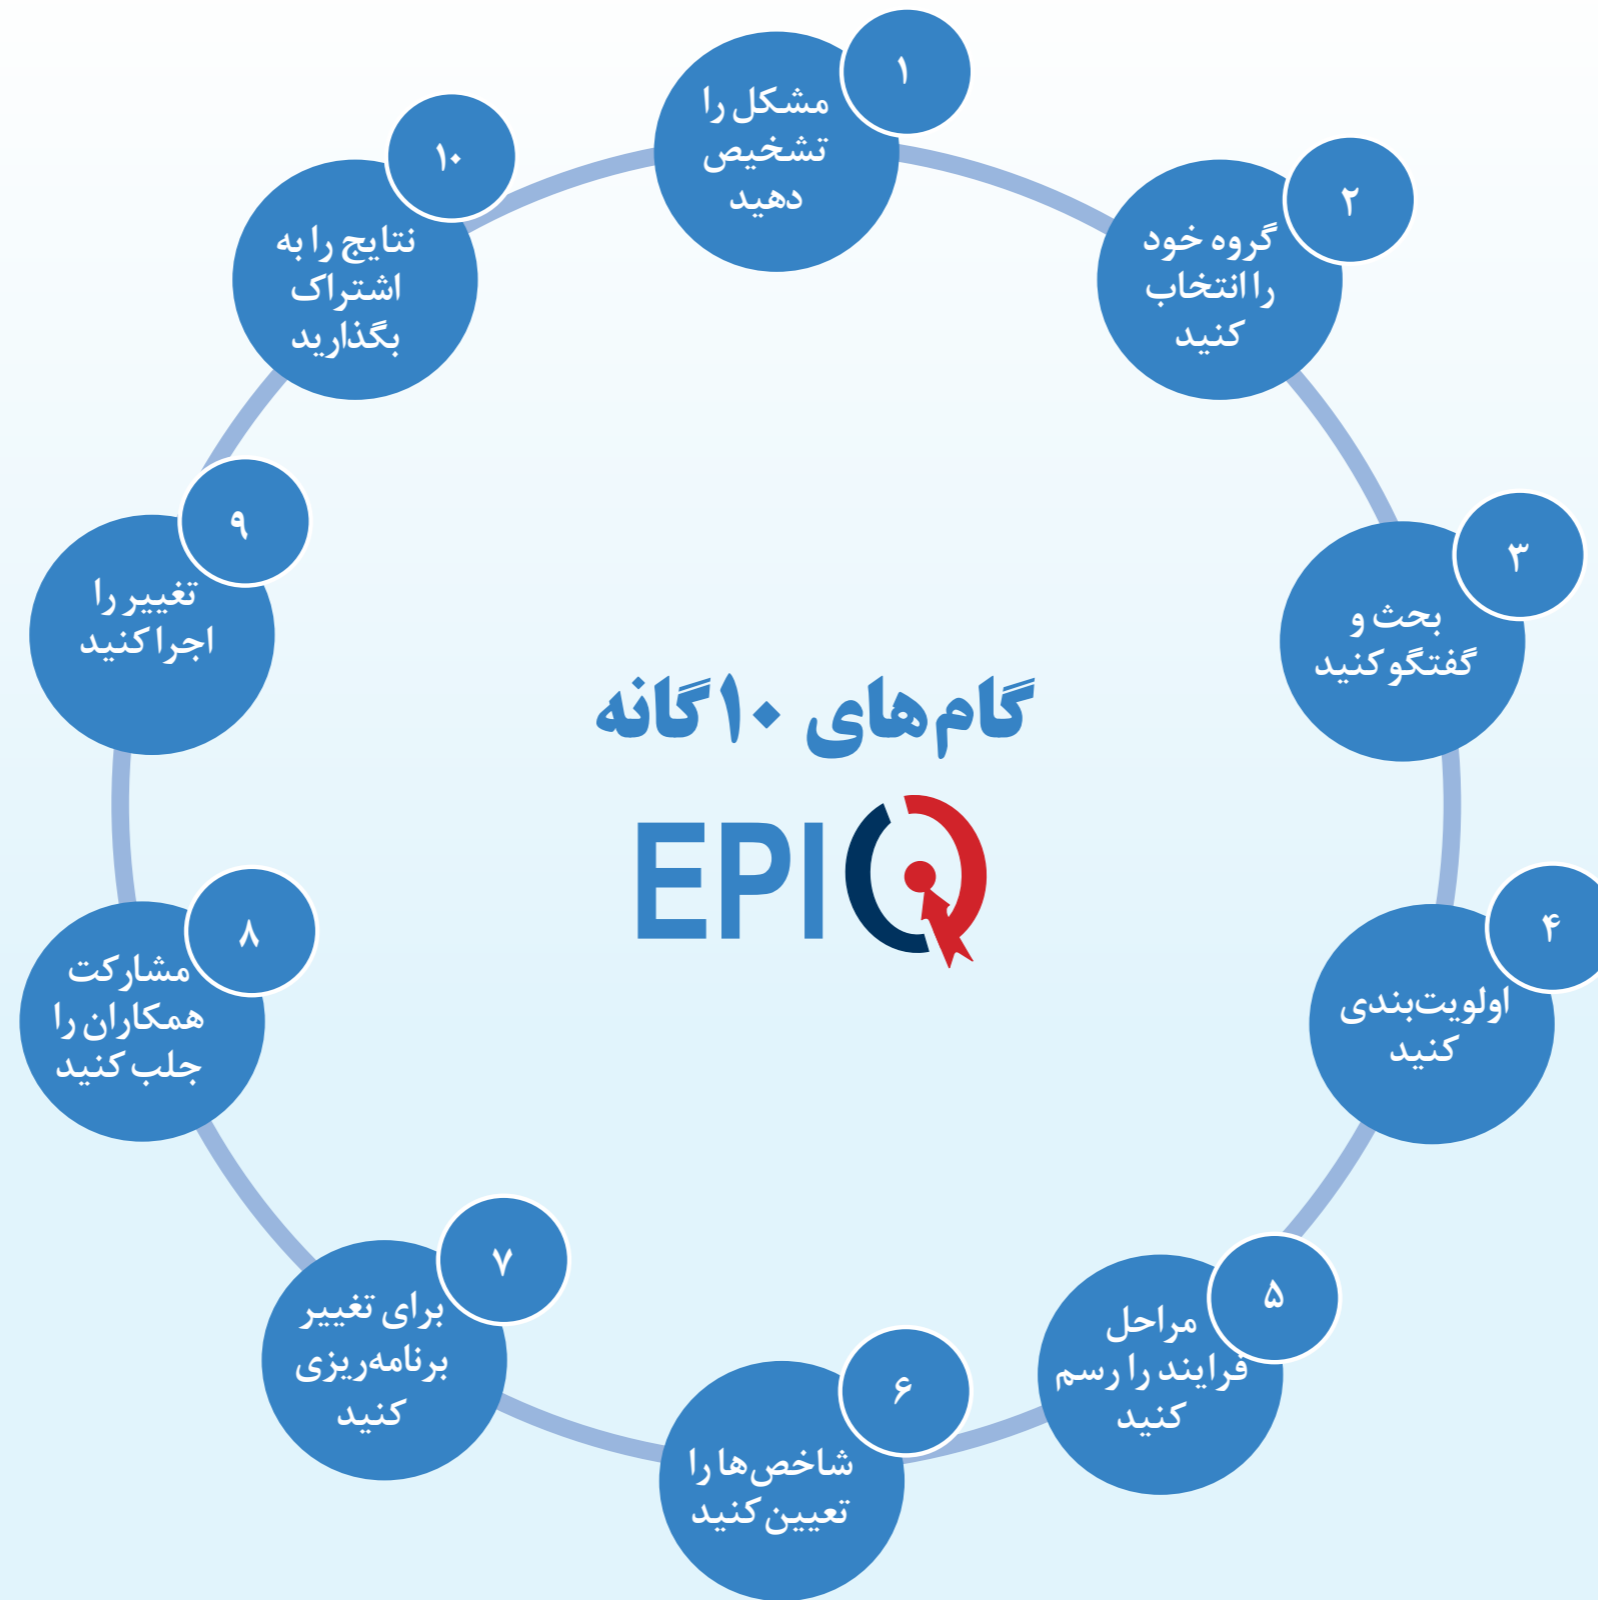 گام‌های ۱۰گانه
EPIQ
۱
مشکل را
تشخیص
دهید
۲
گروه خود
را انتخاب
کنید
۳
بحث و
گفتگو کنید
۴
اولویت‌بندی
کنید
۵
مراحل
فرایند را رسم
کنید
۶
شاخص‌ها را
تعیین کنید
۷
برای تغییر
برنامه‌ریزی
کنید
۸
مشارکت
همکاران را
جلب کنید
۹
تغییر را
اجرا کنید
۱۰
نتایج را به
اشتراک
بگذارید